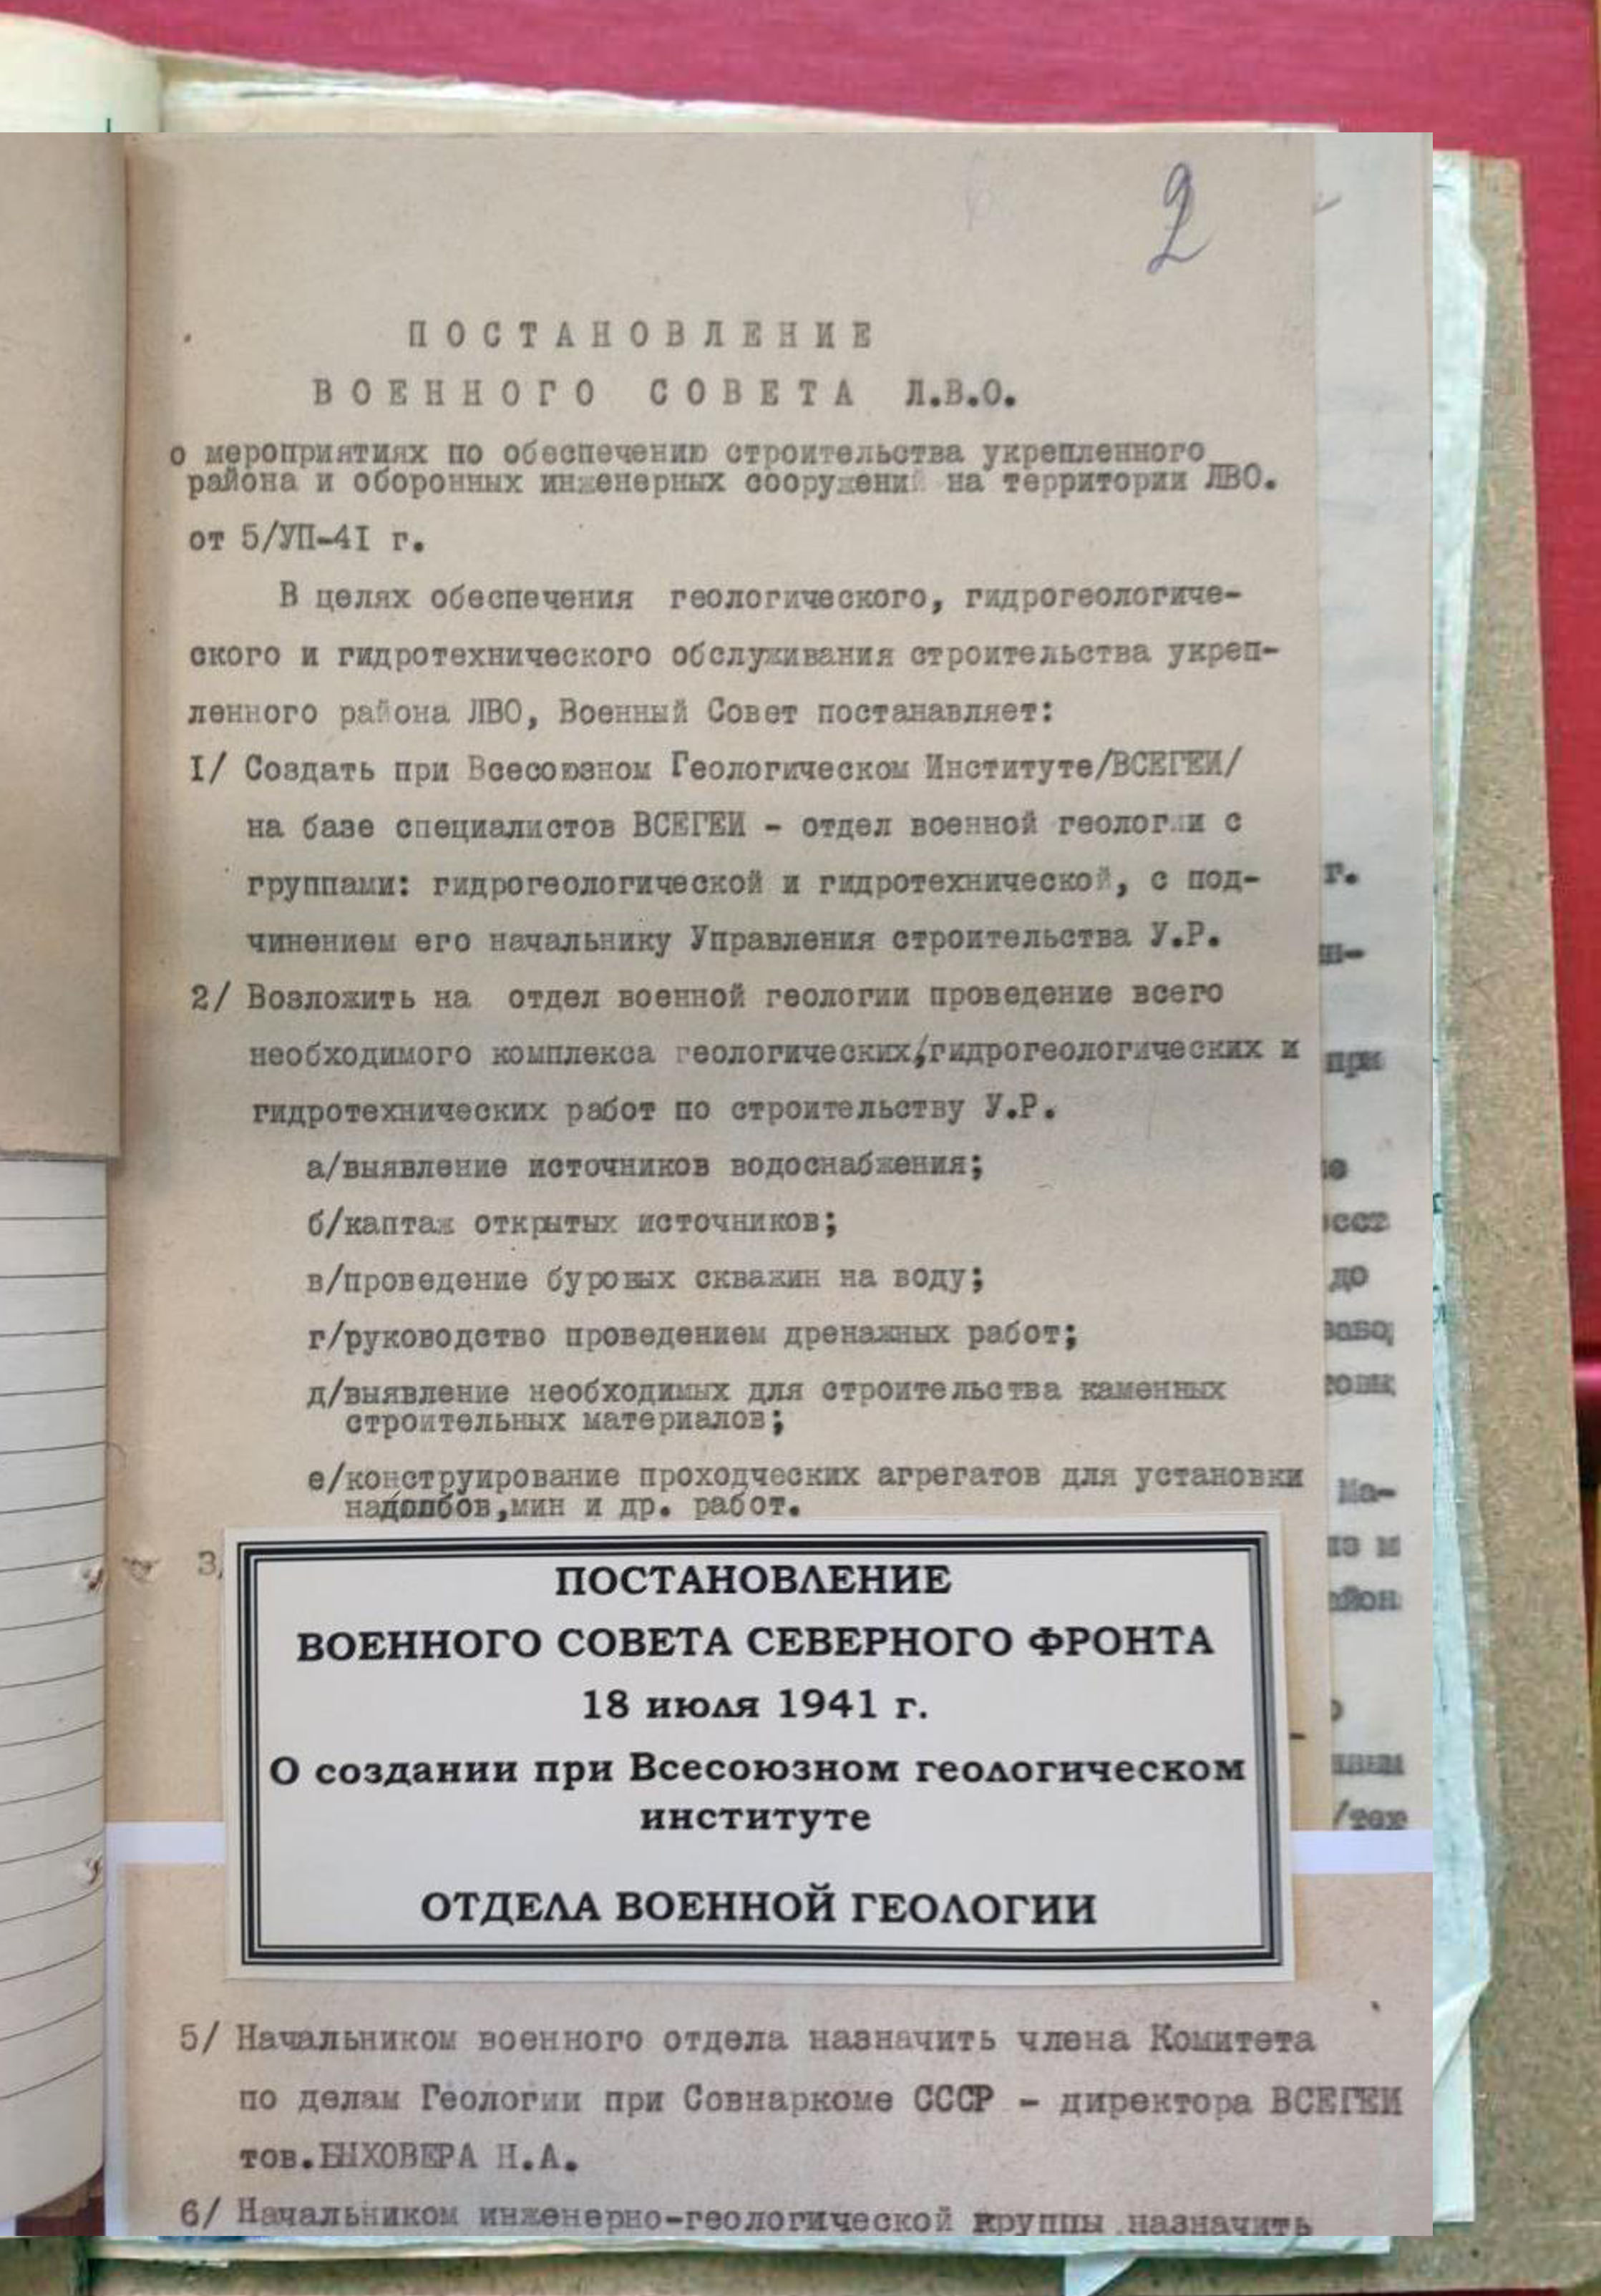 2
ПОСТАНОВЛЕНИЕ
ВОЕННОГО СОВЕТА Л.В.О.
о мероприятиях по обеспечению строительства укрепленного
района и оборонных инженерных сооружений на территории ЛВО.
от 5/УП-41 г.
В целях обеспечения геологического, гидрогеологиче-
ского и гидротехнического обслуживания строительства укреп-
ленного района ЛВО, Военный Совет постанавляет:
1/ Создать при Всесоюзном Геологическом Институте/ВСЕГЕИ/
на базе специалистов ВСЕГЕИ - отдел военной геологии с
группами: гидрогеологической и гидротехнической, с под-
чинением его начальнику Управления строительства У.Р.
2/ Возложить на отдел военной геологии проведение всего
необходимого комплекса геологических,гидрогеологических и
гидротехнических работ по строительству У.Р.
а/выявление источников водоснабжения;
б/каптаж открытых источников;
в/проведение буровых скважин на воду;
г/руководство проведением дренажных работ;
д/выявление необходимых для строительства каменных
строительных материалов;
е/конструирование проходческих агрегатов для установки
надолбов,мин и др. работ.
3/
ПОСТАНОВЛЕНИЕ
ВОЕННОГО СОВЕТА СЕВЕРНОГО ФРОНТА
18 июля 1941 г.
О создании при Всесоюзном геологическом
институте
ОТДЕЛА ВОЕННОЙ ГЕОЛОГИИ
5/ Начальником военного отдела назначить члена Комитета
по делам Геологии при Совнаркоме СССР - директора ВСЕГЕИ
тов.БЫХОВЕРА Н.А.
6/ Начальником инженерно-геологической группы назначить
г.
при
до